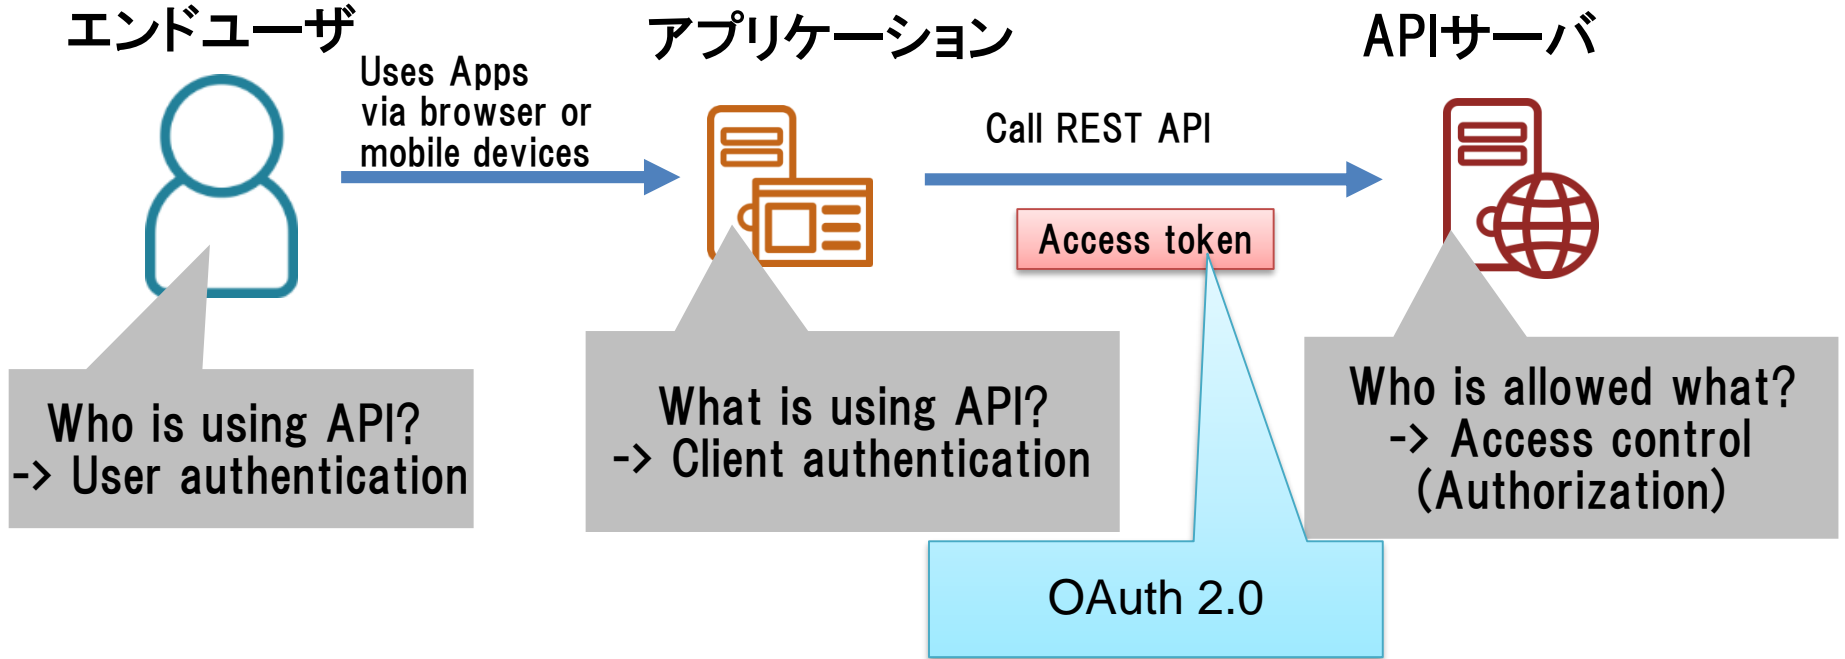 エンドユーザ
アプリケーション
APIサーバ
Uses Apps
via browser or
mobile devices
Call REST API
Access token
Who is using API?
-> User authentication
What is using API?
-> Client authentication
Who is allowed what?
-> Access control
(Authorization)
OAuth 2.0